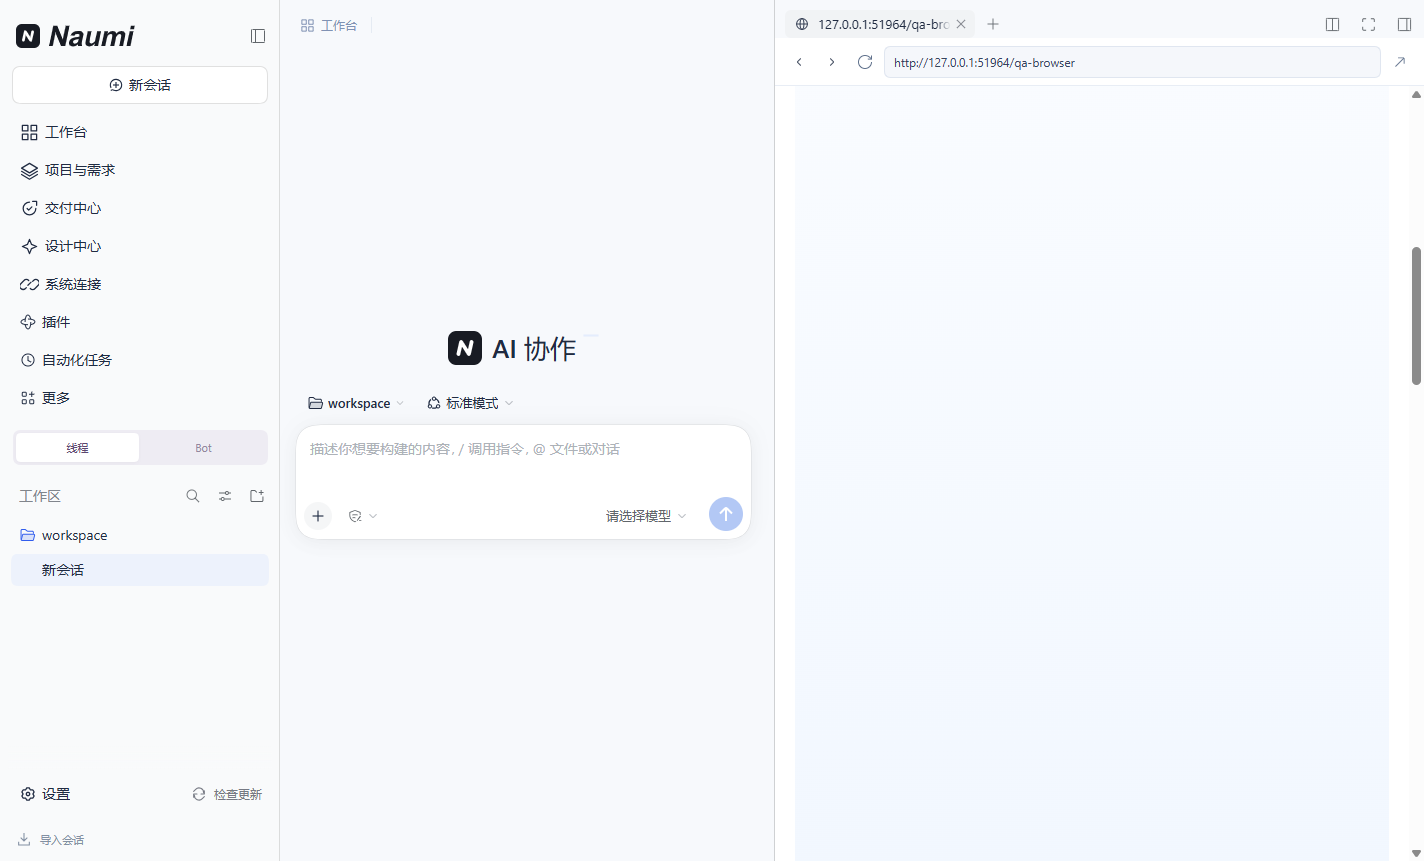 Naumi
新会话
工作台
项目与需求
交付中心
设计中心
系统连接
插件
自动化任务
更多
线程
Bot
工作区
workspace
新会话
设置
检查更新
导入会话
工作台
AI 协作
workspace
标准模式
描述你想要构建的内容, / 调用指令, @ 文件或对话
请选择模型
127.0.0.1:51964/qa-bro
http://127.0.0.1:51964/qa-browser